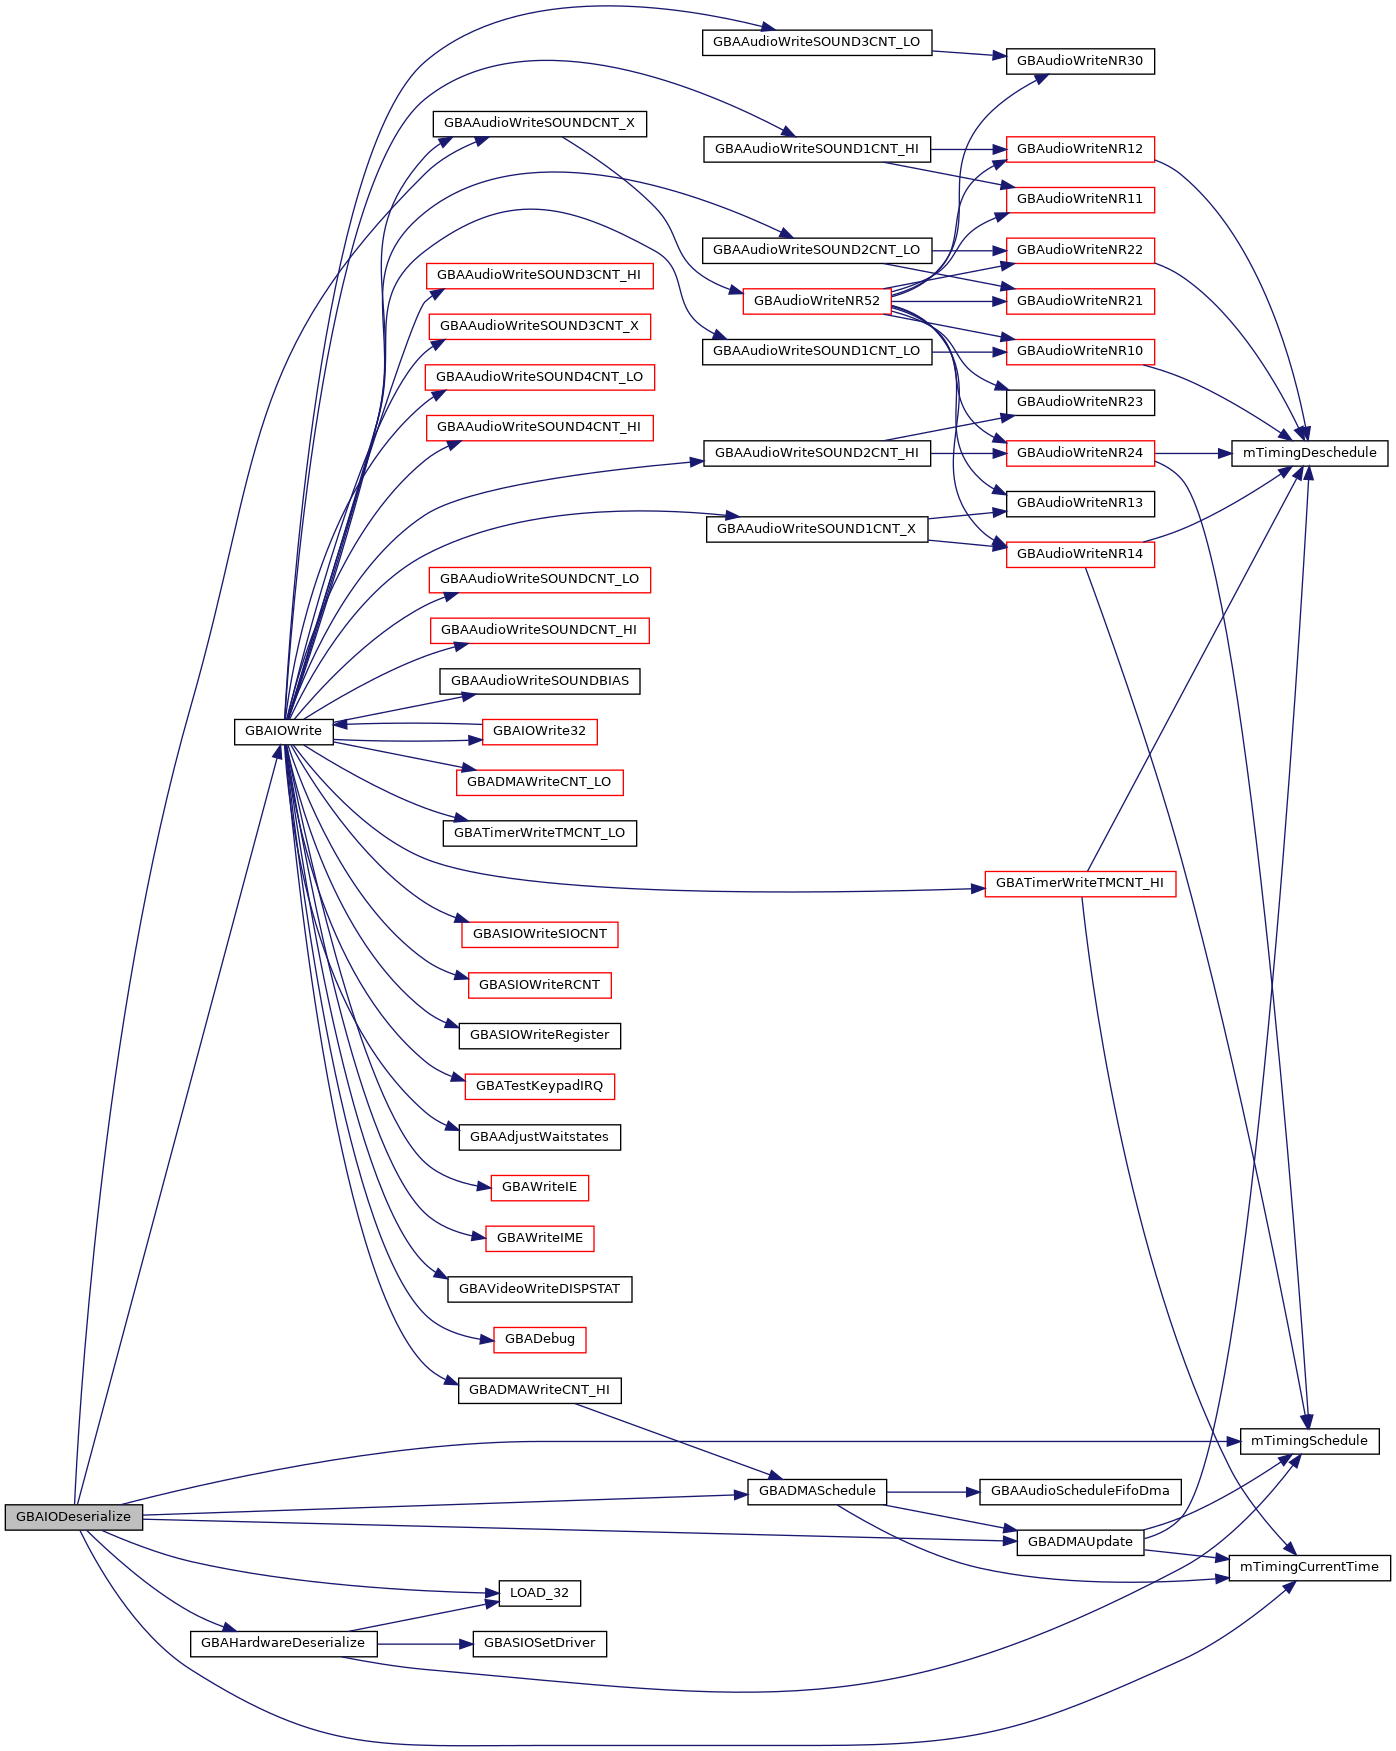 GBAAudioWriteSOUND3CNT_LO
GBAudioWriteNR30
GBAAudioWriteSOUNDCNT_X
GBAAudioWriteSOUND1CNT_HI
GBAudioWriteNR12
GBAudioWriteNR11
GBAAudioWriteSOUND2CNT_LO
GBAudioWriteNR22
GBAAudioWriteSOUND3CNT_HI
GBAudioWriteNR52
GBAudioWriteNR21
GBAAudioWriteSOUND3CNT_X
GBAAudioWriteSOUND1CNT_LO
GBAudioWriteNR10
GBAAudioWriteSOUND4CNT_LO
GBAudioWriteNR23
GBAAudioWriteSOUND4CNT_HI
GBAAudioWriteSOUND2CNT_HI
GBAudioWriteNR24
mTimingDeschedule
GBAudioWriteNR13
GBAAudioWriteSOUND1CNT_X
GBAudioWriteNR14
GBAAudioWriteSOUNDCNT_LO
GBAAudioWriteSOUNDCNT_HI
GBAAudioWriteSOUNDBIAS
GBAIOWrite
GBAIOWrite32
GBADMAWriteCNT_LO
GBATimerWriteTMCNT_LO
GBATimerWriteTMCNT_HI
GBASIOWriteSIOCNT
GBASIOWriteRCNT
GBASIOWriteRegister
GBATestKeypadIRQ
GBAAdjustWaitstates
GBAWriteIE
GBAWriteIME
GBAVideoWriteDISPSTAT
GBADebug
GBADMAWriteCNT_HI
mTimingSchedule
GBADMASchedule
GBAAudioScheduleFifoDma
GBAIODeserialize
GBADMAUpdate
mTimingCurrentTime
LOAD_32
GBAHardwareDeserialize
GBASIOSetDriver